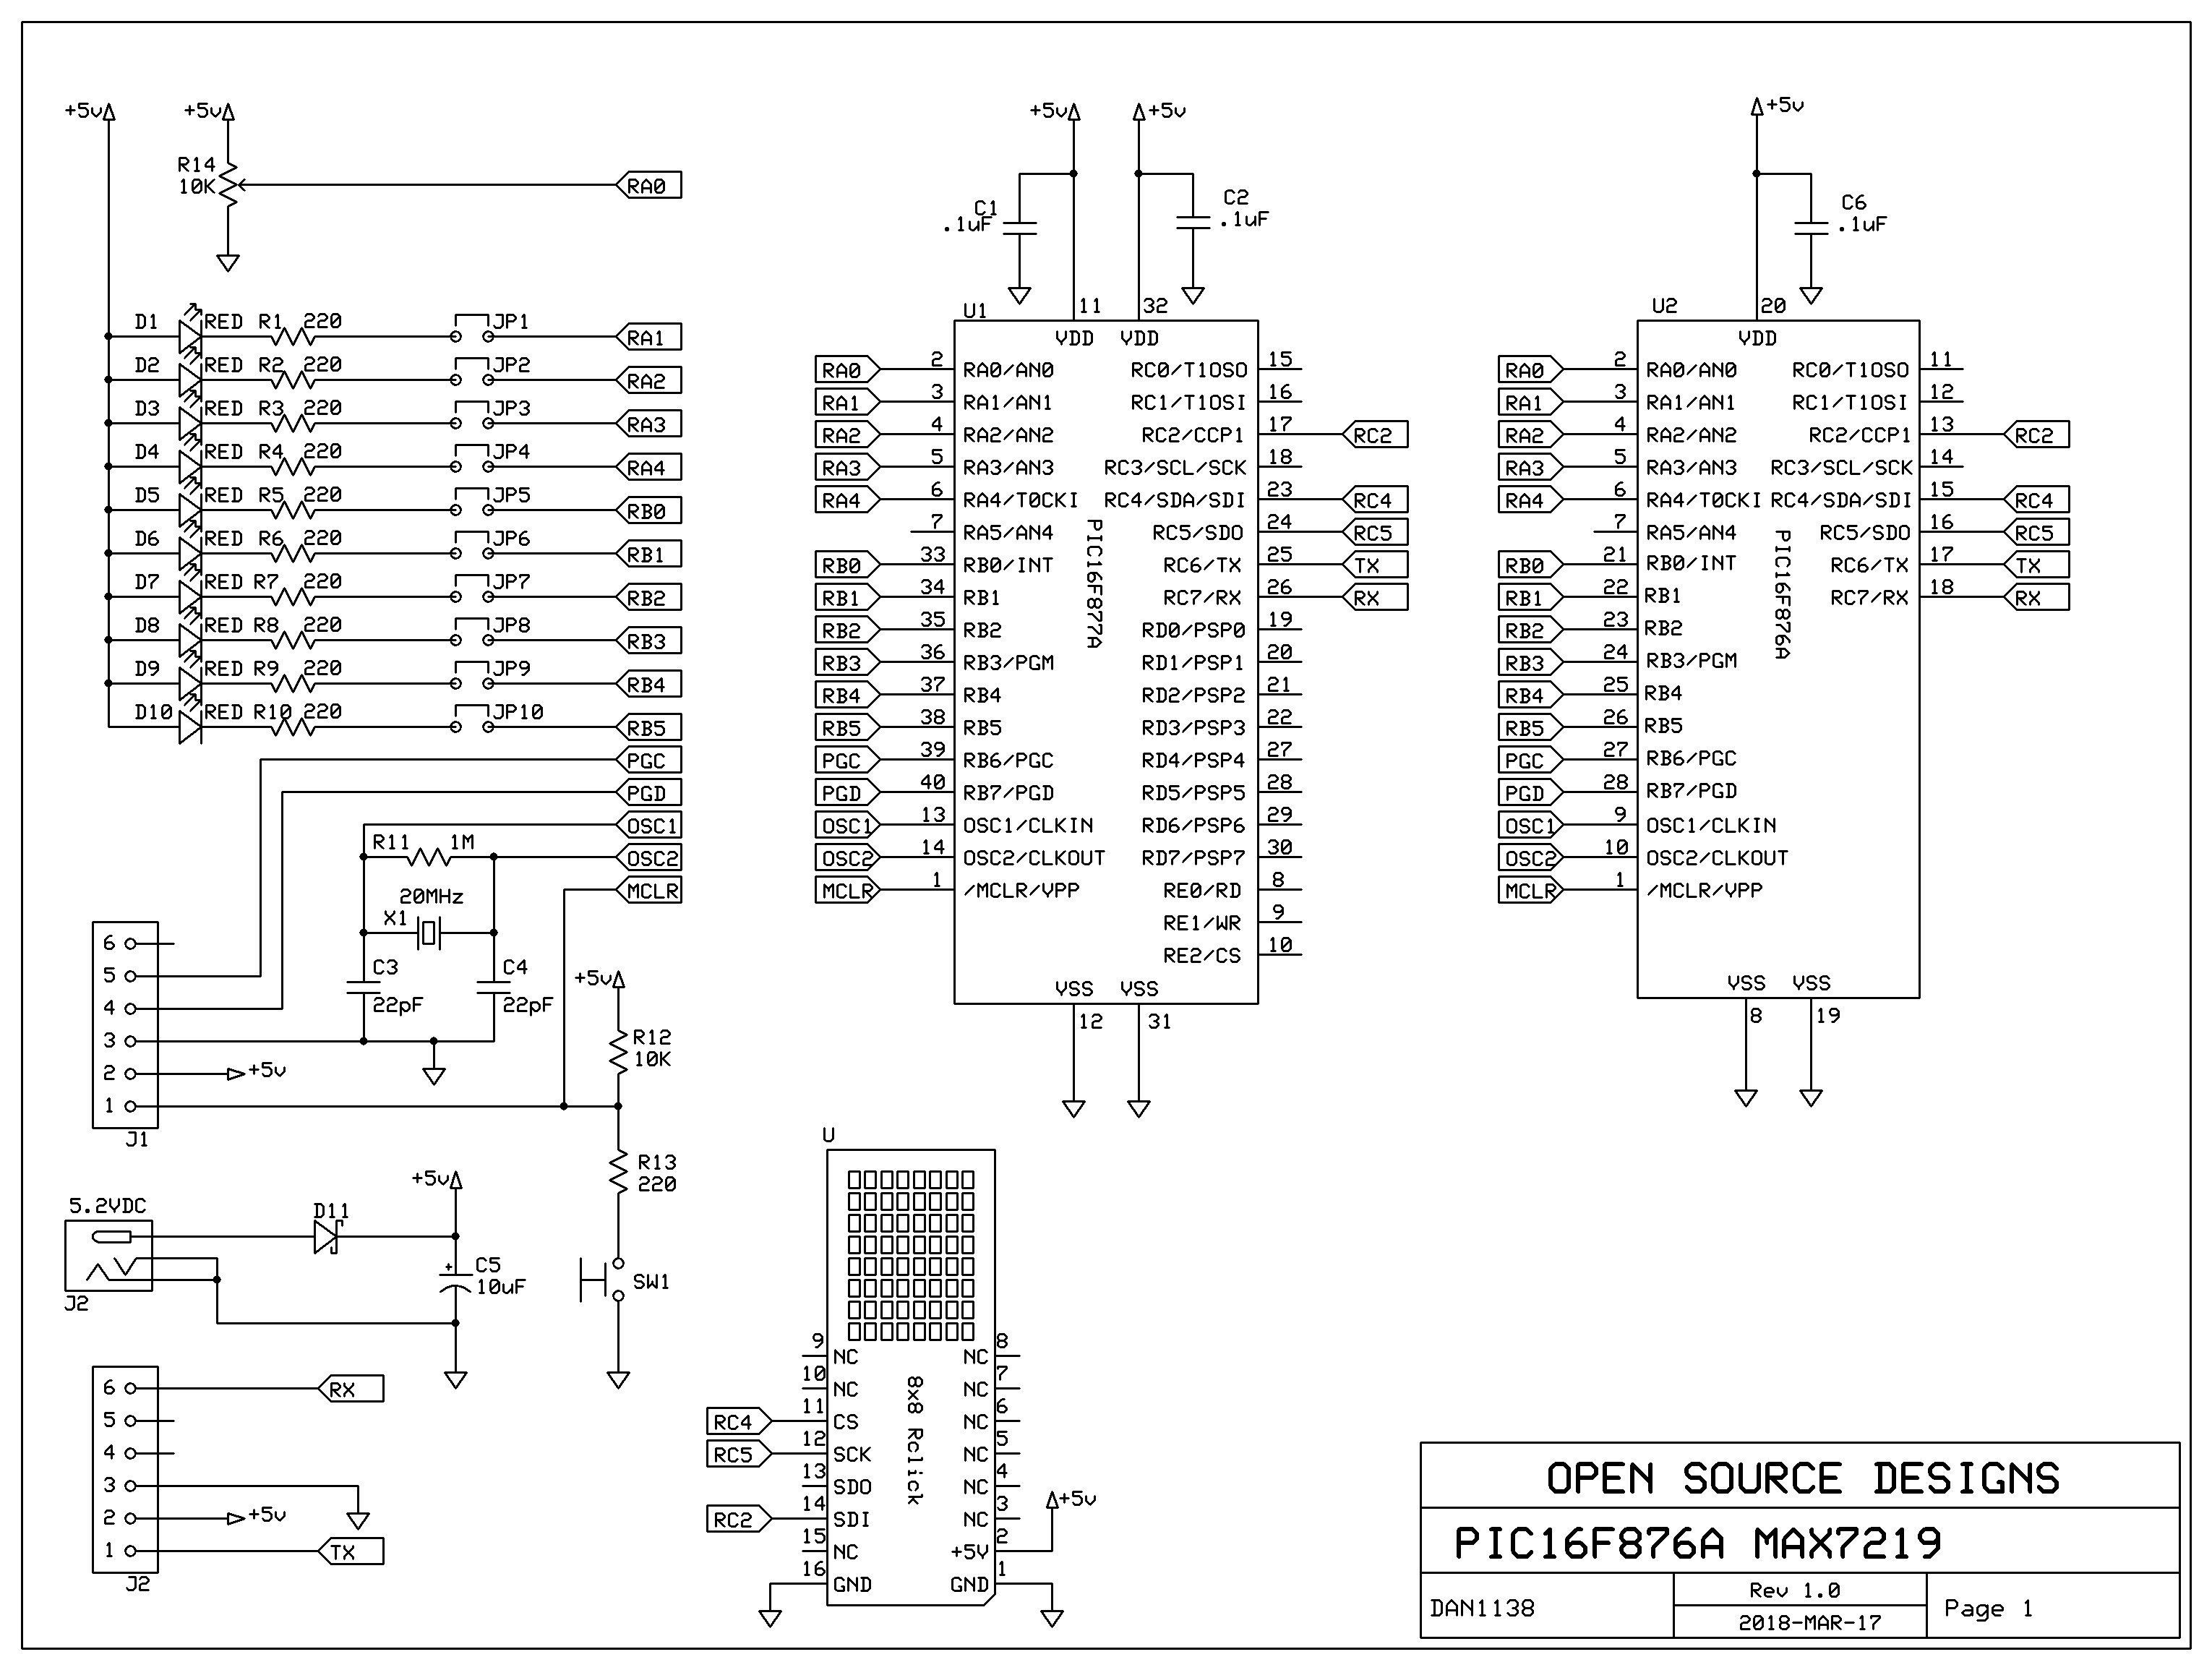 +5v
+5v
R14
10K
RA0
D1 RED R1 220 JP1 RA1
D2 RED R2 220 JP2 RA2
D3 RED R3 220 JP3 RA3
D4 RED R4 220 JP4 RA4
D5 RED R5 220 JP5 RB0
D6 RED R6 220 JP6 RB1
D7 RED R7 220 JP7 RB2
D8 RED R8 220 JP8 RB3
D9 RED R9 220 JP9 RB4
D10 RED R10 220 JP10 RB5
PGC
PGD
OSC1
R11 1M
OSC2
MCLR
20MHz
X1
C3
22pF
C4
22pF
6
5
4
3
2 +5v
1
J1
+5v
R12
10K
R13
220
SW1
5.2VDC
J2
D11
+5v
+
C5
10uF
6 RX
5
4
3
2 +5v
1 TX
J2
+5v +5v
C1
.1uF
C2
.1uF
U1 11 32
VDD VDD
RA0 2 RA0/AN0 RC0/T1OSO 15
RA1 3 RA1/AN1 RC1/T1OSI 16
RA2 4 RA2/AN2 RC2/CCP1 17 RC2
RA3 5 RA3/AN3 RC3/SCL/SCK 18
RA4 6 RA4/T0CKI RC4/SDA/SDI 23 RC4
7 RA5/AN4 RC5/SDO 24 RC5
RB0 33 RB0/INT RC6/TX 25 TX
RB1 34 RB1 RC7/RX 26 RX
RB2 35 RB2 RD0/PSP0 19
RB3 36 RB3/PGM RD1/PSP1 20
RB4 37 RB4 RD2/PSP2 21
RB5 38 RB5 RD3/PSP3 22
PGC 39 RB6/PGC RD4/PSP4 27
PGD 40 RB7/PGD RD5/PSP5 28
OSC1 13 OSC1/CLKIN RD6/PSP6 29
OSC2 14 OSC2/CLKOUT RD7/PSP7 30
MCLR 1 /MCLR/VPP RE0/RD 8
RE1/WR 9
RE2/CS 10
PIC16F877A
VSS VSS
12 31
+5v
C6
.1uF
U2 20
VDD
RA0 2 RA0/AN0 RC0/T1OSO 11
RA1 3 RA1/AN1 RC1/T1OSI 12
RA2 4 RA2/AN2 RC2/CCP1 13 RC2
RA3 5 RA3/AN3 RC3/SCL/SCK 14
RA4 6 RA4/T0CKI RC4/SDA/SDI 15 RC4
7 RA5/AN4 RC5/SDO 16 RC5
RB0 21 RB0/INT RC6/TX 17 TX
RB1 22 RB1 RC7/RX 18 RX
RB2 23 RB2
RB3 24 RB3/PGM
RB4 25 RB4
RB5 26 RB5
PGC 27 RB6/PGC
PGD 28 RB7/PGD
OSC1 9 OSC1/CLKIN
OSC2 10 OSC2/CLKOUT
MCLR 1 /MCLR/VPP
PIC16F876A
VSS VSS
8 19
U
9 NC NC 8
10 NC NC 7
RC4 11 CS NC 6
RC5 12 SCK NC 5
13 SDO NC 4
RC2 14 SDI NC 3
15 NC +5V 2 +5v
16 GND GND 1
8x8 Rclick
OPEN SOURCE DESIGNS
PIC16F876A MAX7219
DAN1138
Rev 1.0
2018-MAR-17
Page 1